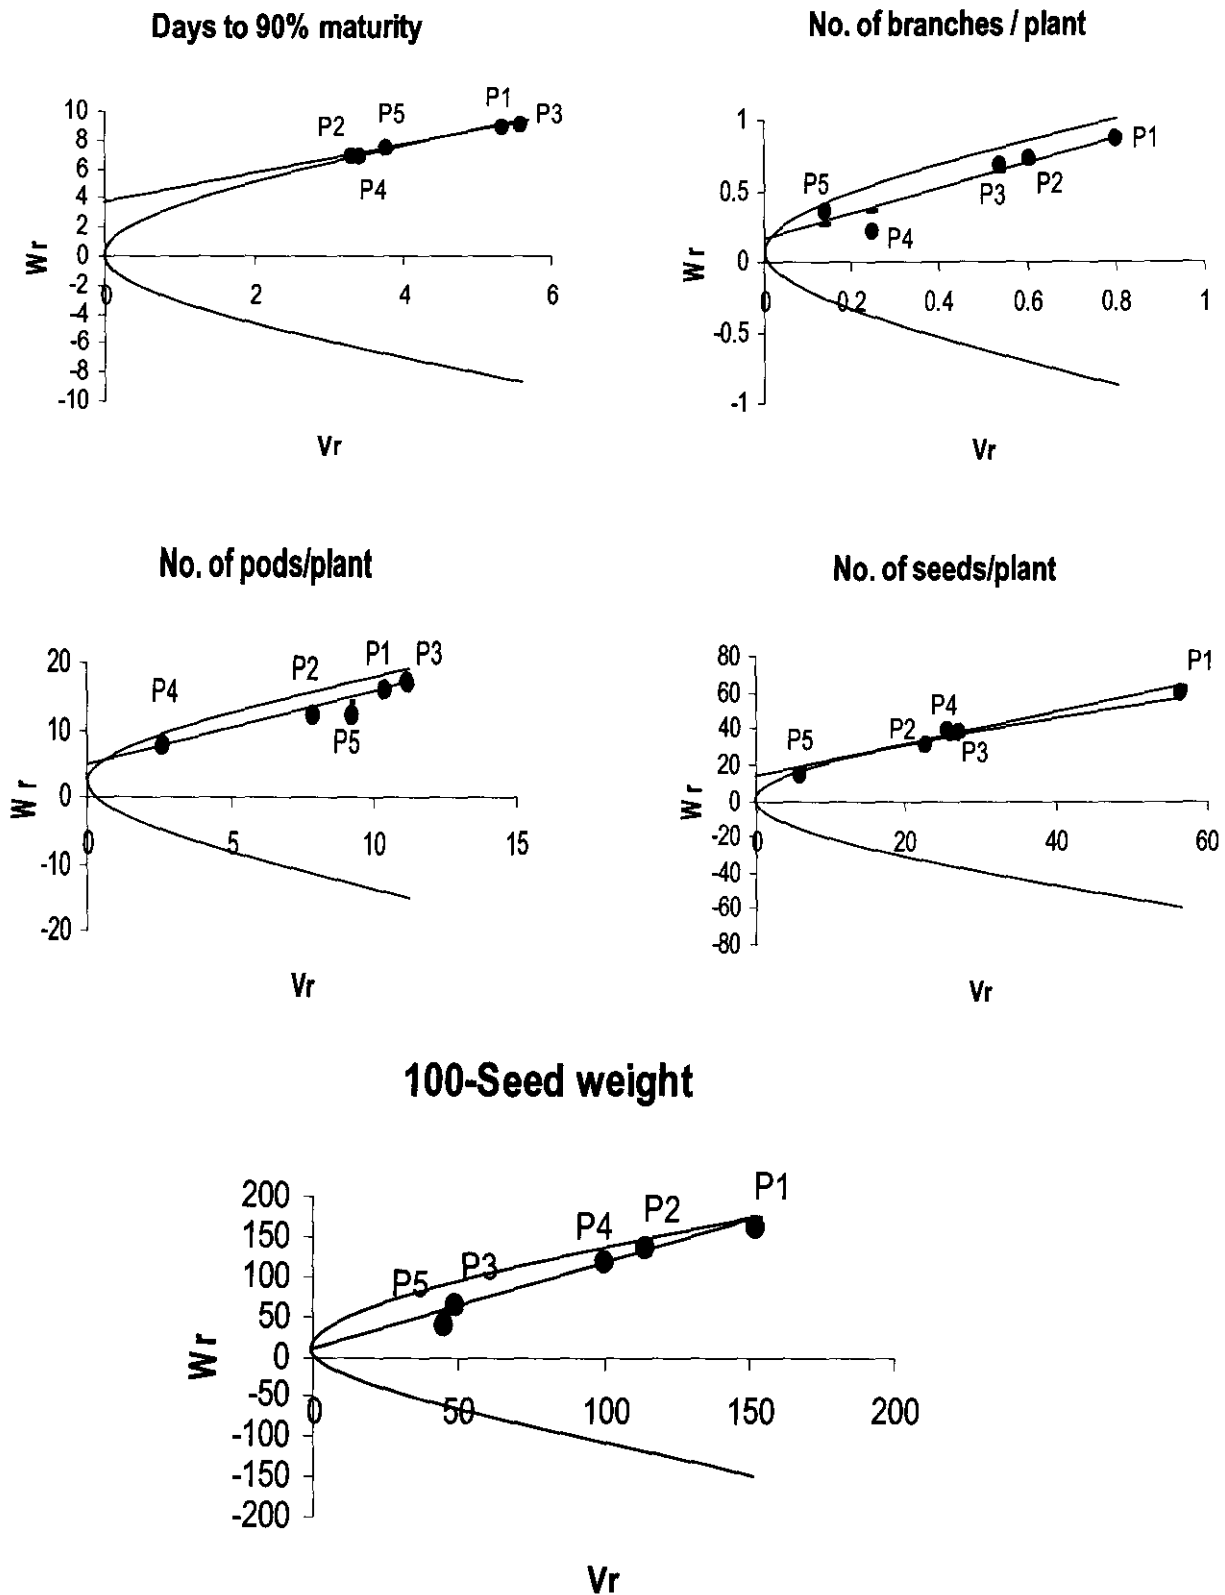 Days to 90% maturity
10
8
6
4
2
0
-2
-4
-6
-8
-10
Wr
P2
P5
P4
P1
P3
0
2
4
6
Vr
No. of branches / plant
1
0.5
0
-0.5
-1
Wr
P5
P4
P3
P2
P1
0
0.2
0.4
0.6
0.8
1
Vr
No. of pods/plant
20
10
0
-10
-20
Wr
P4
P2
P5
P1
P3
0
5
10
15
Vr
No. of seeds/plant
80
60
40
20
0
-20
-40
-60
-80
Wr
P5
P2
P4
P3
P1
0
20
40
60
Vr
100-Seed weight
200
150
100
50
0
-50
-100
-150
-200
Wr
P5
P3
P4
P2
P1
0
50
100
150
200
Vr